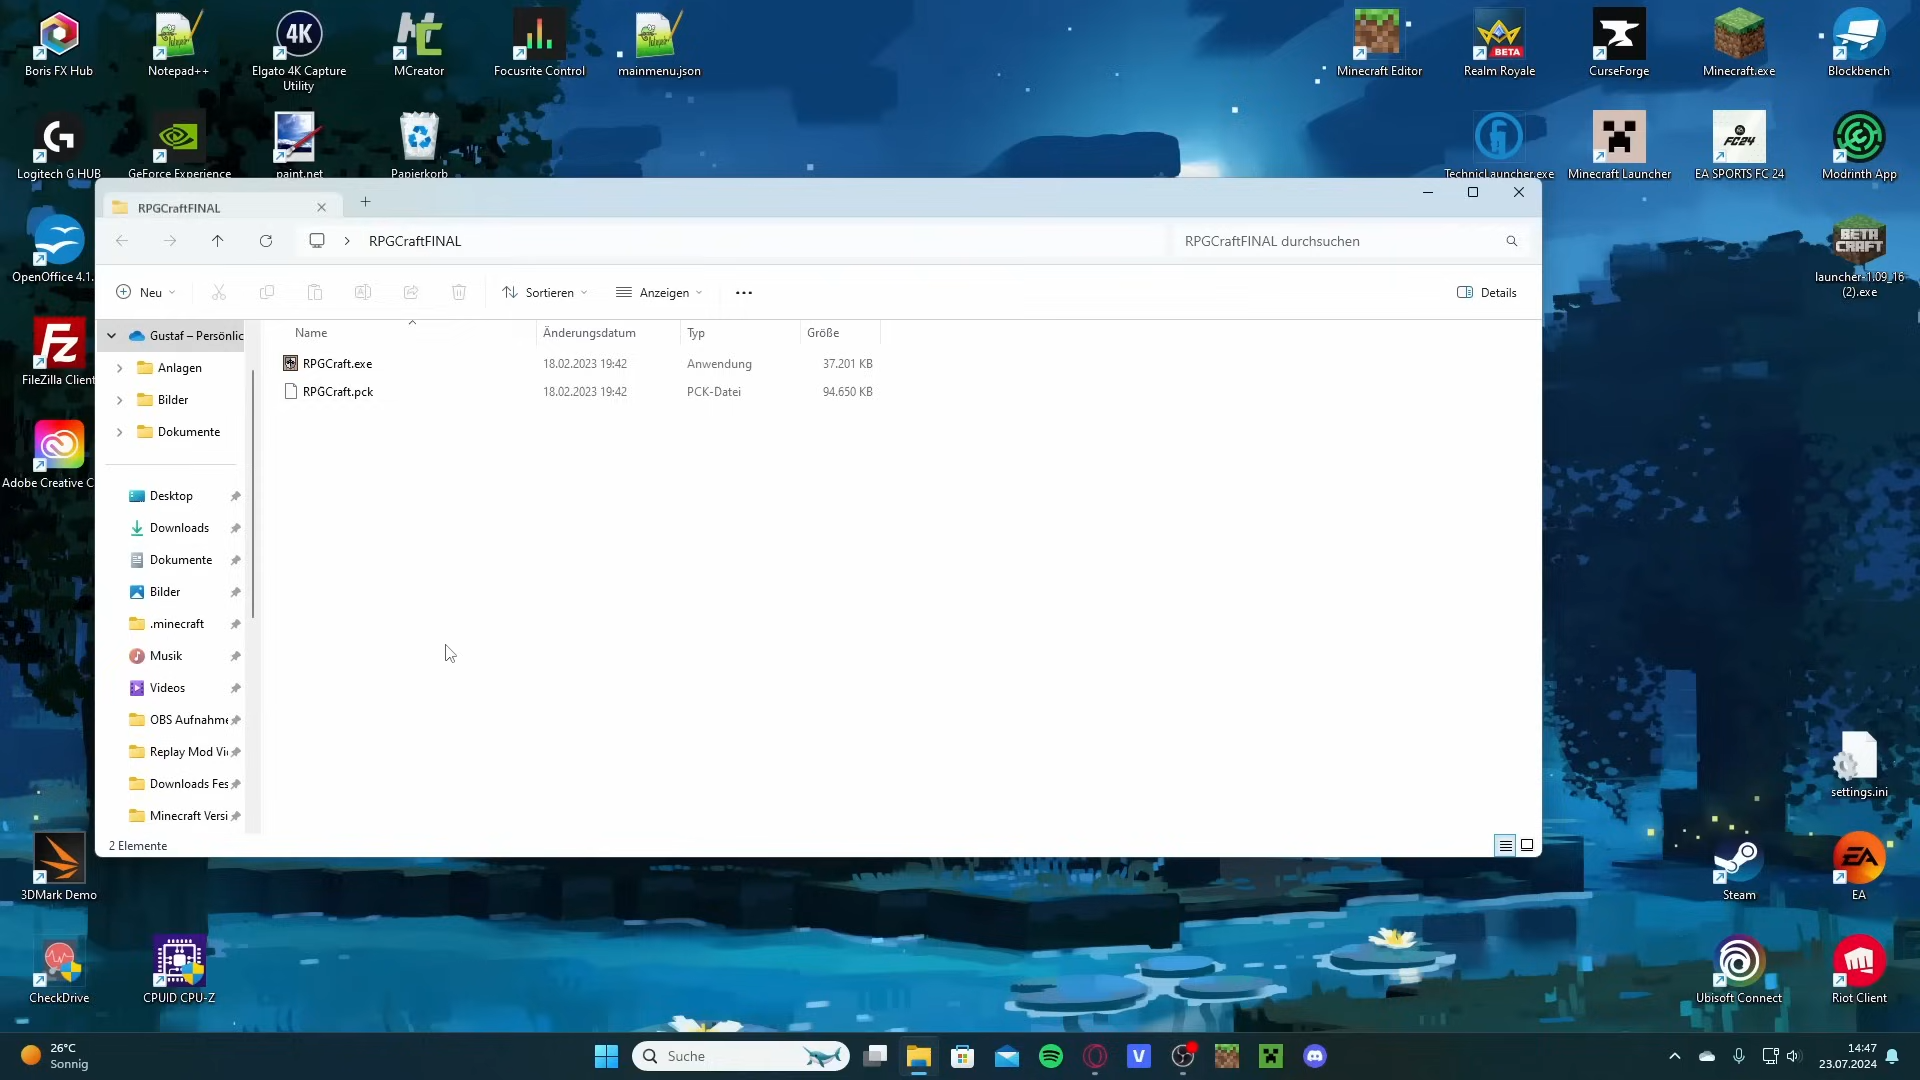 Boris FX Hub
Notepad++
Elgato 4K Capture
Utility
MCreator
Focusrite Control
mainmenu.json
Minecraft Editor
Realm Royale
CurseForge
Minecraft.exe
Blockbench
4K
BETA
Logitech G HUB
GeForce Experience
paint.net
Papierkorb
TechnicLauncher.exe
Minecraft Launcher
EA SPORTS FC 24
Modrinth App
RPGCraftFINAL
RPGCraftFINAL
RPGCraftFINAL durchsuchen
OpenOffice 4.1.
BETA
CRAFT
launcher-1.09_16
(2).exe
Neu
Sortieren
Anzeigen
Details
Gustaf – Persönlic
Name
Änderungsdatum
Typ
Größe
RPGCraft.exe
18.02.2023 19:42
Anwendung
37.201 KB
RPGCraft.pck
18.02.2023 19:42
PCK-Datei
94.650 KB
Anlagen
Bilder
Dokumente
FileZilla Client
Adobe Creative C
Desktop
Downloads
Dokumente
Bilder
.minecraft
Musik
Videos
OBS Aufnahme
Replay Mod Vi
Downloads Fes
Minecraft Versi
2 Elemente
settings.ini
3DMark Demo
Steam
EA
CheckDrive
CPUID CPU-Z
Ubisoft Connect
Riot Client
26°C
Sonnig
Suche
14:47
23.07.2024